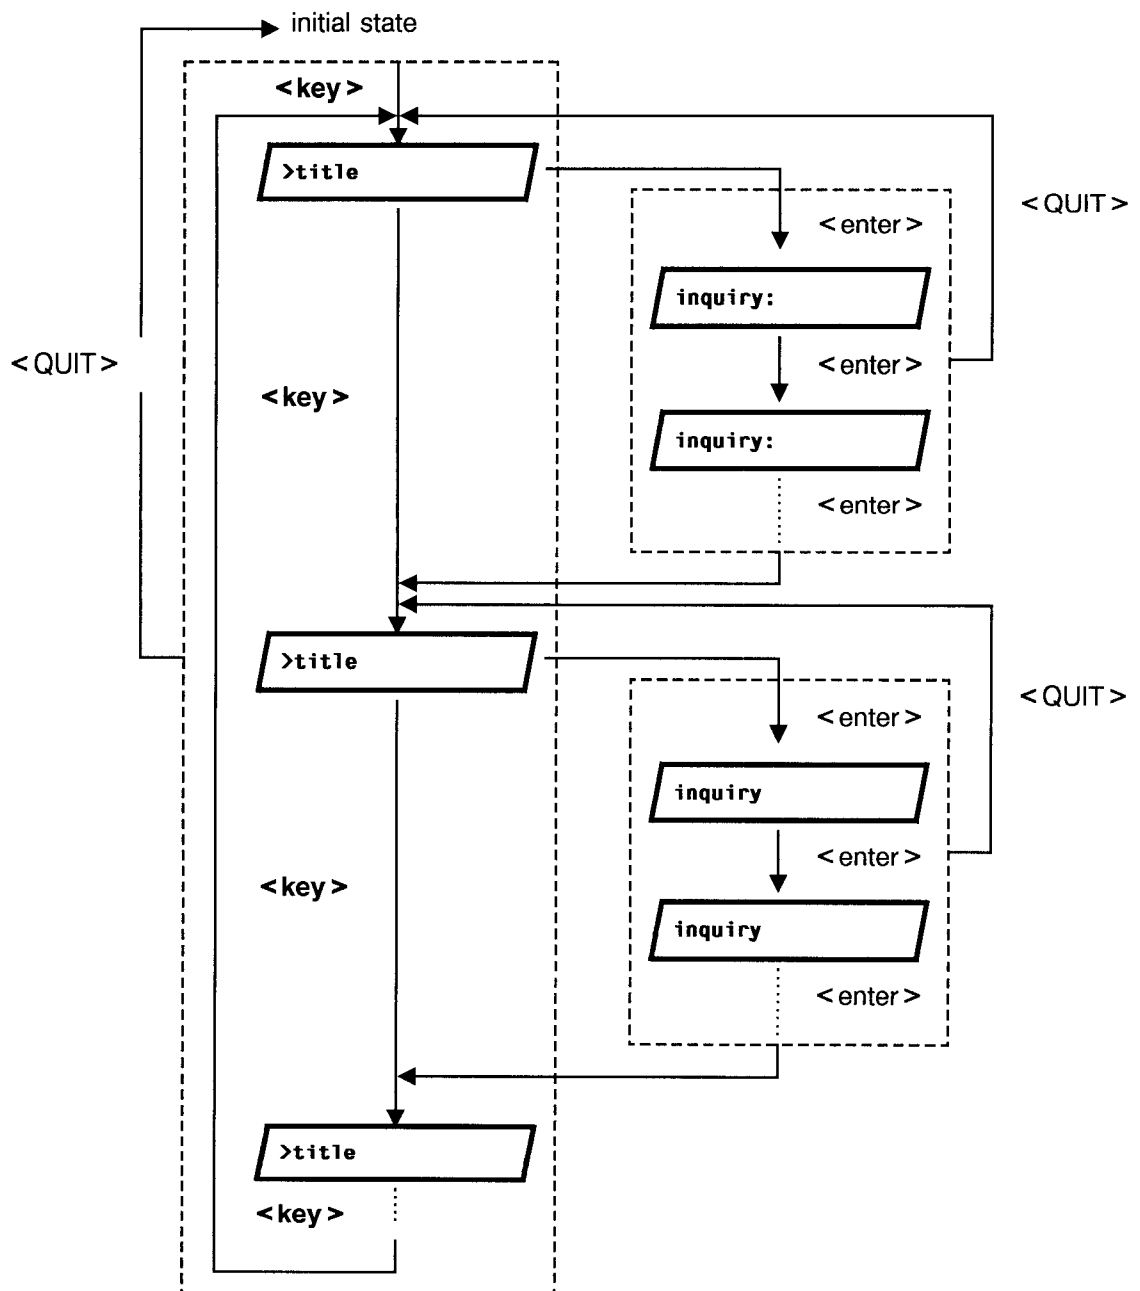 initial state
<key>
>title
<QUIT>
<enter>
inquiry:
<QUIT>
<enter>
<key>
inquiry:
<enter>
>title
<QUIT>
<enter>
inquiry
<enter>
<key>
inquiry
<enter>
>title
<key>